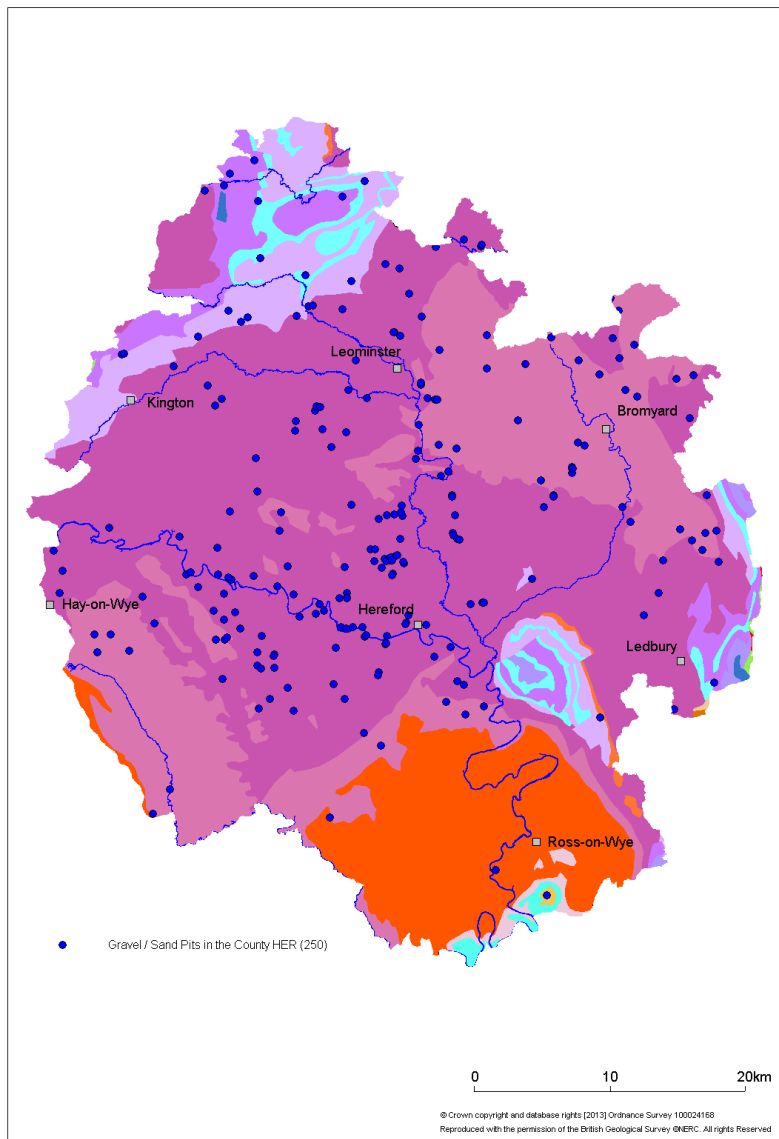 Leominster
Kington
Bromyard
Hay-on-Wye
Hereford
Ledbury
Ross-on-Wye
Gravel / Sand Pits in the County HER (250)
0 10 20km
© Crown copyright and database rights [2013] Ordnance Survey 100024168
Reproduced with the permission of the British Geological Survey ©NERC. All rights Reserved